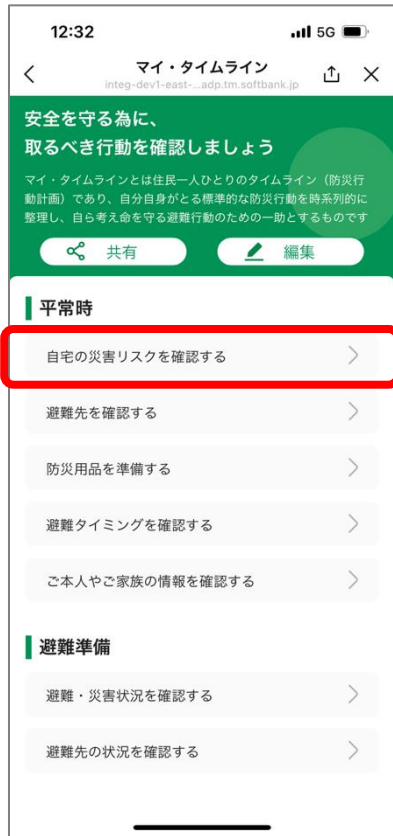 12:32
5G
マイ・タイムライン
integ-dev1-east-...adp.tm.softbank.jp
安全を守る為に、
取るべき行動を確認しましょう
マイ・タイムラインとは住民一人ひとりのタイムライン（防災行
動計画）であり、自分自身がとる標準的な防災行動を時系列的に
整理し、自ら考え命を守る避難行動のための一助とするものです
共有
編集
平常時
自宅の災害リスクを確認する
避難先を確認する
防災用品を準備する
避難タイミングを確認する
ご本人やご家族の情報を確認する
避難準備
避難・災害状況を確認する
避難先の状況を確認する